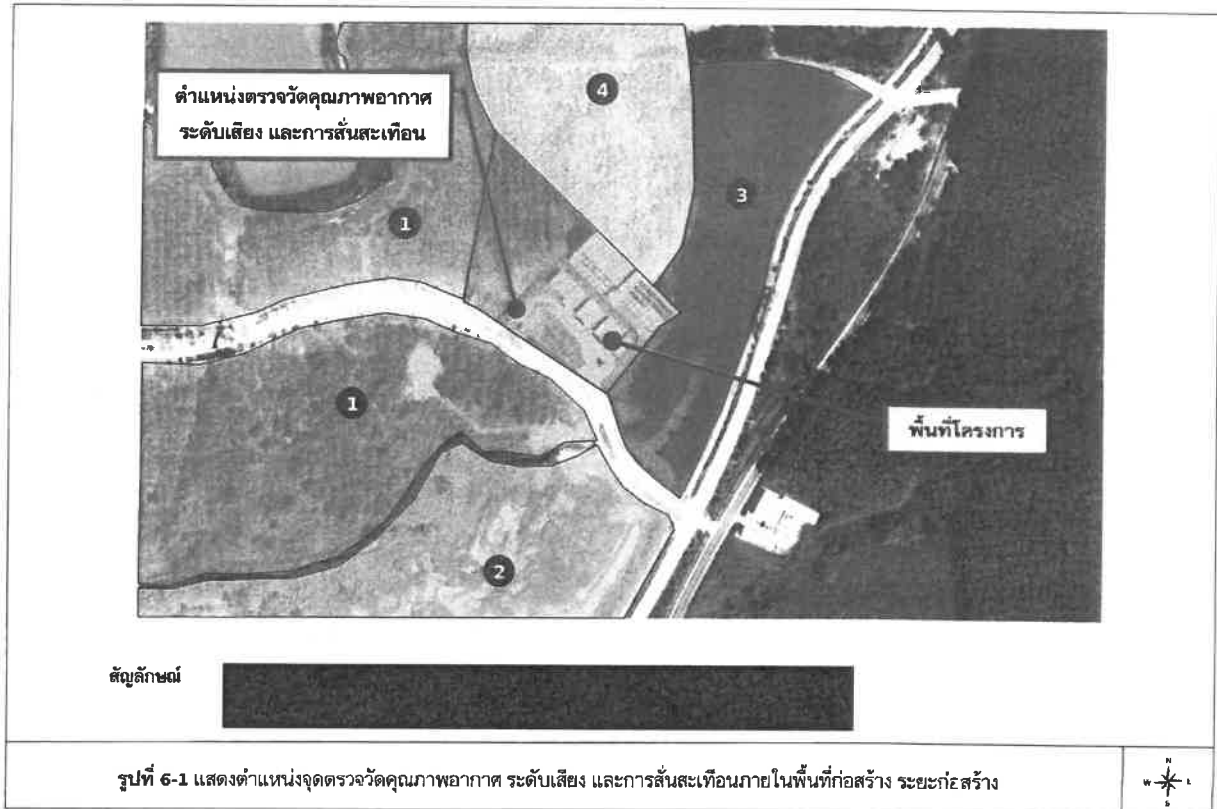 ตำแหน่งตรวจวัดคุณภาพอากาศ
ระดับเสียง และการสั่นสะเทือน
4
3
1
1
พื้นที่โครงการ
2
สัญลักษณ์
รูปที่ 6-1 แสดงตำแหน่งจุดตรวจวัดคุณภาพอากาศ ระดับเสียง และการสั่นสะเทือนภายในพื้นที่ก่อสร้าง ระยะก่อสร้าง
N
W
S